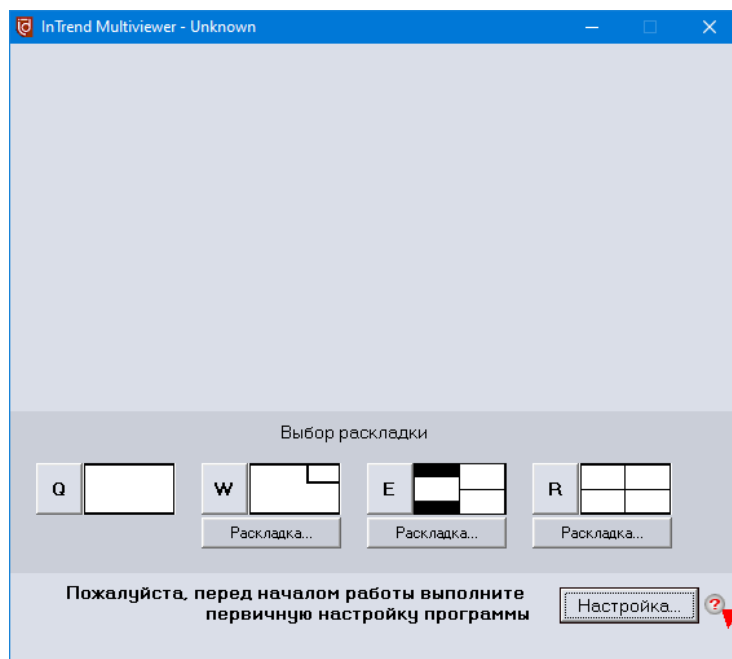 InTrend Multiviewer - Unknown
Выбор раскладки
Q
W
E
R
Раскладка...
Раскладка...
Раскладка...
Пожалуйста, перед началом работы выполните
первичную настройку программы
Настройка...
?